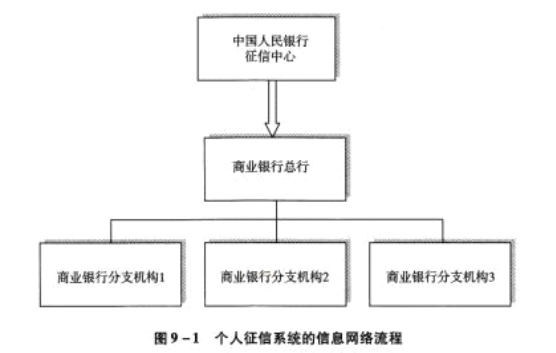 中国人民银行
征信中心
商业银行总行
商业银行分支机构1
商业银行分支机构2
商业银行分支机构3
图9-1 个人征信系统的信息网络流程